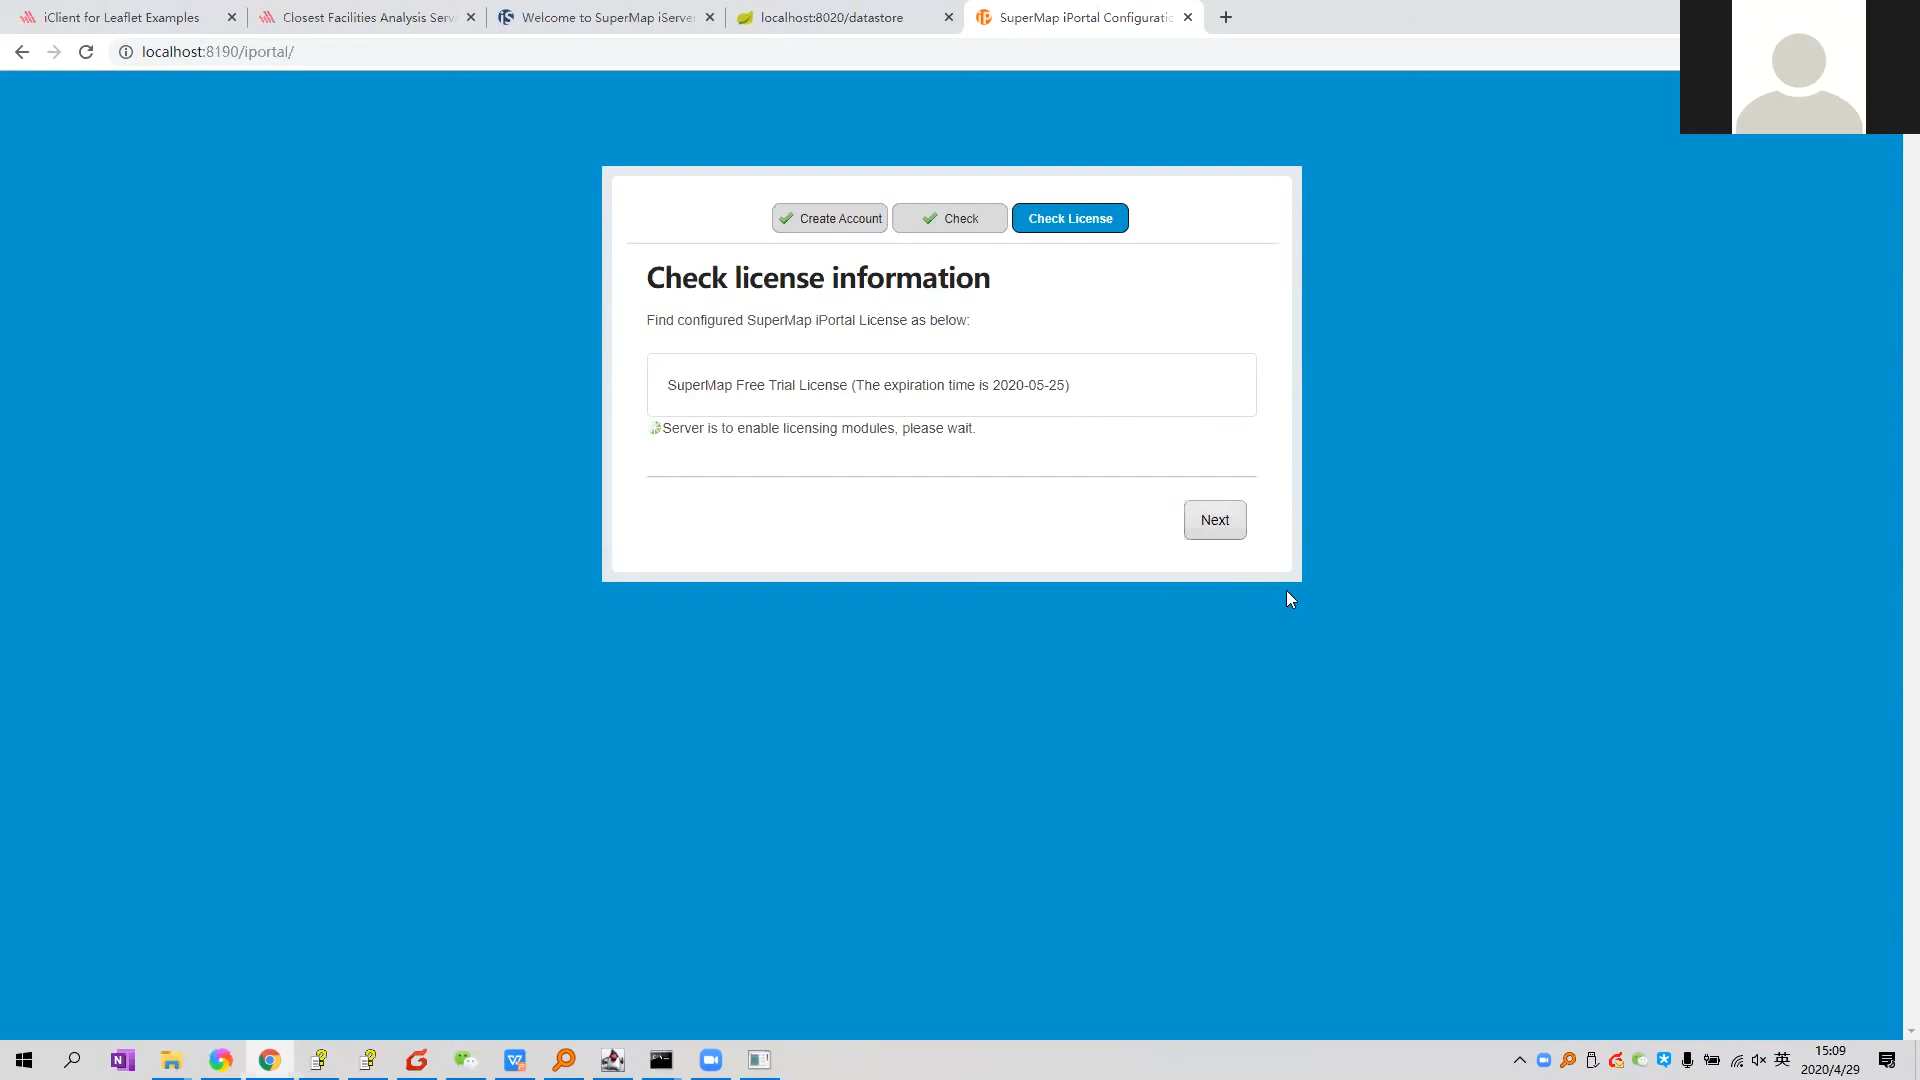 iClient for Leaflet Examples
Closest Facilities Analysis Serv
Welcome to SuperMap iServe
localhost:8020/datastore
SuperMap iPortal Configuratio
localhost:8190/iportal/
Create Account
Check
Check License
Check license information
Find configured SuperMap iPortal License as below:
SuperMap Free Trial License (The expiration time is 2020-05-25)
Server is to enable licensing modules, please wait.
Next
英
15:09
2020/4/29